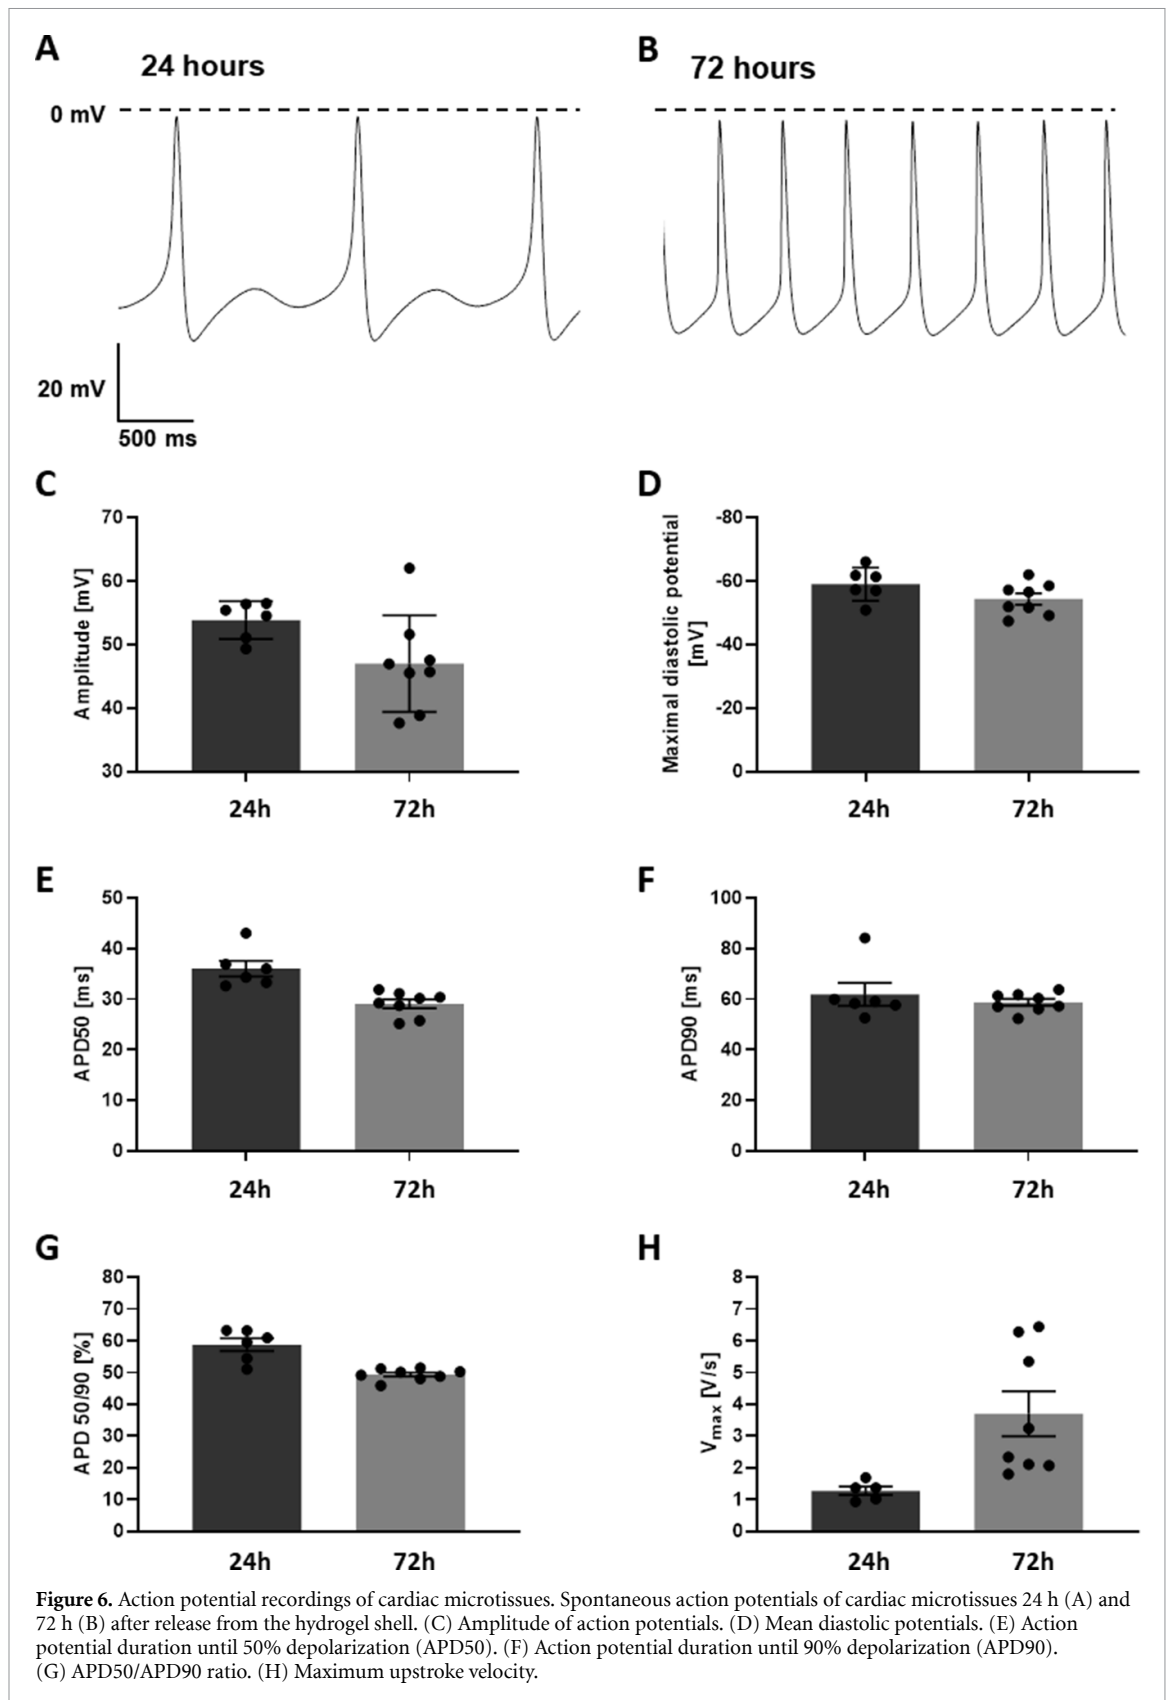 A
24 hours
B
72 hours
0 mV
20 mV
500 ms
C
70
60
50
40
30
Amplitude [mV]
24h
72h
D
-80
-60
-40
-20
0
Maximal diastolic potential
[mV]
24h
72h
E
50
40
30
20
10
0
APD50 [ms]
24h
72h
F
100
80
60
40
20
0
APD90 [ms]
24h
72h
G
80
70
60
50
40
30
20
10
0
APD 50/90 [%]
24h
72h
H
8
7
6
5
4
3
2
1
0
Vmax [V/s]
24h
72h
Figure 6. Action potential recordings of cardiac microtissues. Spontaneous action potentials of cardiac microtissues 24 h (A) and
72 h (B) after release from the hydrogel shell. (C) Amplitude of action potentials. (D) Mean diastolic potentials. (E) Action
potential duration until 50% depolarization (APD50). (F) Action potential duration until 90% depolarization (APD90).
(G) APD50/APD90 ratio. (H) Maximum upstroke velocity.